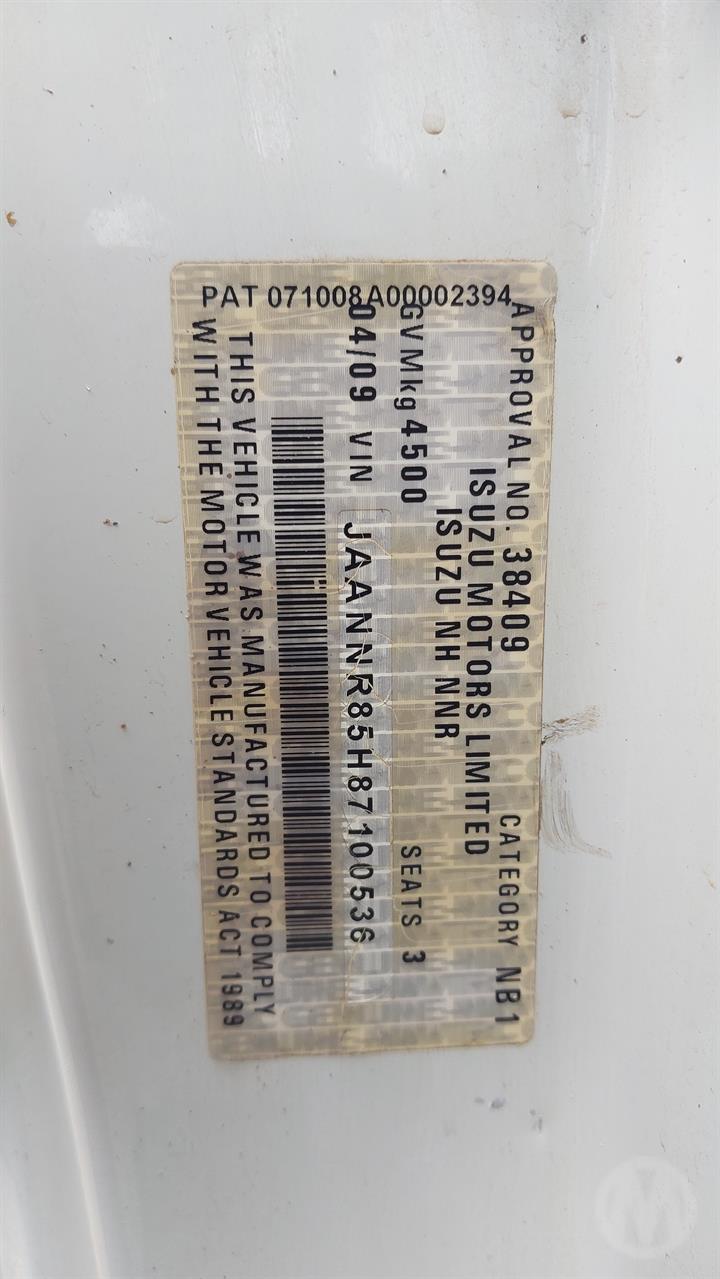 PAT 071008A00002394
APPROVAL NO. 38409 CATEGORY NB1
ISUZU MOTORS LIMITED
ISUZU NH NNR
GVMkg 4500 SEATS 3
04/09 VIN JAANNR85H87100536
THIS VEHICLE WAS MANUFACTURED TO COMPLY
WITH THE MOTOR VEHICLE STANDARDS ACT 1989
M